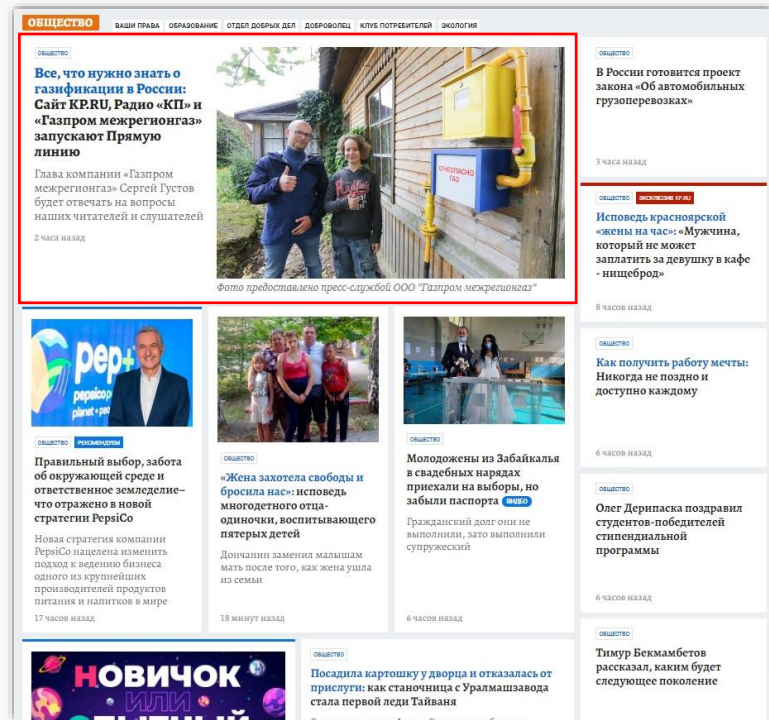 ОБЩЕСТВО
ВАШИ ПРАВА ОБРАЗОВАНИЕ ОТДЕЛ ДОБРЫХ ДЕЛ ДОБРОВОЛЕЦ КЛУБ ПОТРЕБИТЕЛЕЙ ЭКОЛОГИЯ
ОБЩЕСТВО
Все, что нужно знать о
газификации в России:
Сайт KP.RU, Радио «КП» и
«Газпром межрегионгаз»
запускают Прямую
линию
Глава компании «Газпром
межрегионгаз» Сергей Густов
будет отвечать на вопросы
наших читателей и слушателей
2 часа назад
ОГНЕОПАСНО
ГАЗ
Фото предоставлено пресс-службой ООО "Газпром межрегионгаз"
ОБЩЕСТВО
В России готовится проект
закона «Об автомобильных
грузоперевозках»
3 часа назад
ОБЩЕСТВО ЭКСКЛЮЗИВ KP.RU
Исповедь красноярской
«жены на час»: «Мужчина,
который не может
заплатить за девушку в кафе
- нищеброд»
8 часов назад
ОБЩЕСТВО
Как получить работу мечты:
Никогда не поздно и
доступно каждому
6 часов назад
ОБЩЕСТВО
Олег Дерипаска поздравил
студентов-победителей
стипендиальной
программы
6 часов назад
ОБЩЕСТВО
Тимур Бекмамбетов
рассказал, каким будет
следующее поколение
pep+
pepsico
planet + peo
ОБЩЕСТВО РЕКОМЕНДУЕМ
Правильный выбор, забота
об окружающей среде и
ответственное земледелие–
что отражено в новой
стратегии PepsiCo
Новая стратегия компании
PepsiCo нацелена изменить
подход к ведению бизнеса
одного из крупнейших
производителей продуктов
питания и напитков в мире
17 часов назад
ОБЩЕСТВО
«Жена захотела свободы и
бросила нас»: исповедь
многодетного отца-
одиночки, воспитывающего
пятерых детей
Дончанин заменил малышам
мать после того, как жена ушла
из семьи
18 минут назад
ОБЩЕСТВО
Молодожены из Забайкалья
в свадебных нарядах
приехали на выборы, но
забыли паспорта ВИДЕО
Гражданский долг они не
выполнили, зато выполнили
супружеский
6 часов назад
НОВИЧОК
ИЛИ
ОБЩЕСТВО
Посадила картошку у дворца и отказалась от
прислуги: как станочница с Уралмашзавода
стала первой леди Тайваня